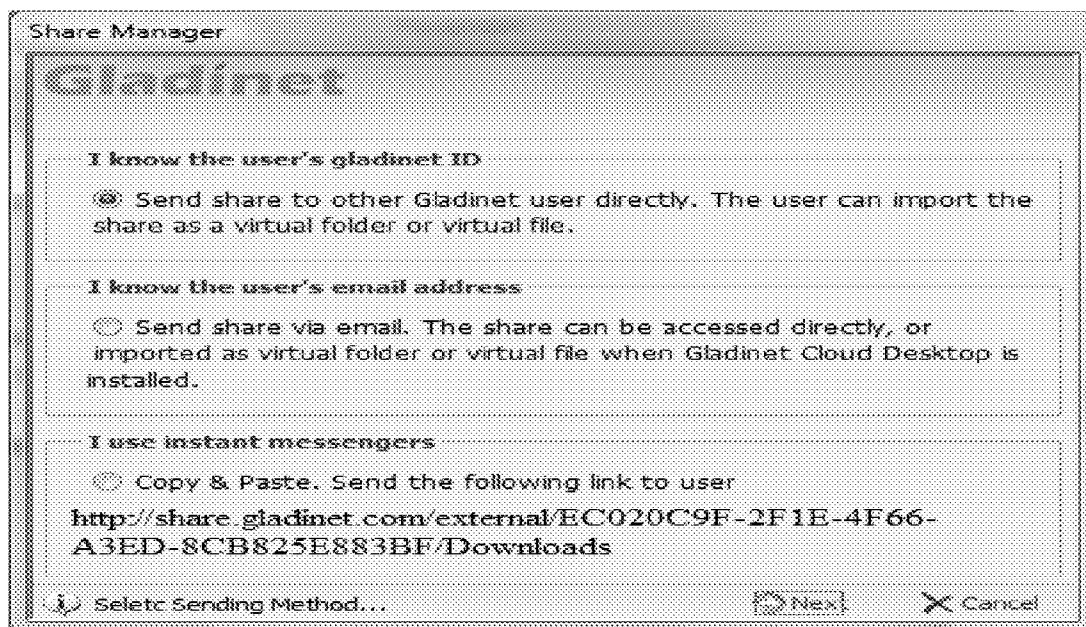 Share Manager
Gladinet
I know the user's gladinet ID
Send share to other Gladinet user directly. The user can import the
share as a virtual folder or virtual file.
I know the user's email address
Send share via email. The share can be accessed directly, or
imported as virtual folder or virtual file when Gladinet Cloud Desktop is
installed.
I use instant messengers
Copy & Paste. Send the following link to user
http://share.gladinet.com/external/EC020C9F-2F1E-4F66-
A3ED-8CB825E883BF/Downloads
Seletc Sending Method...
Next
Cancel